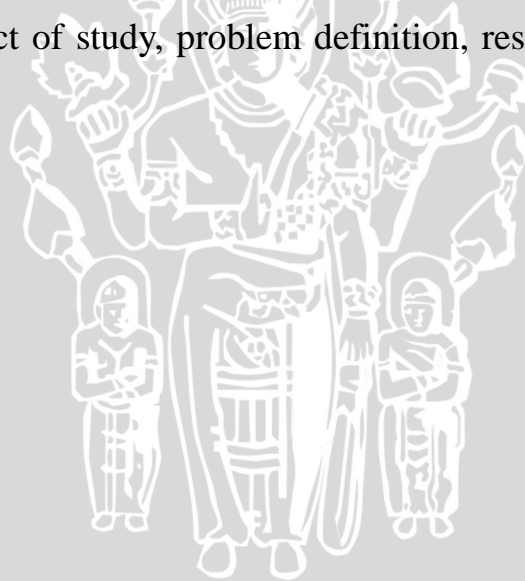 ct of study, problem definition, res